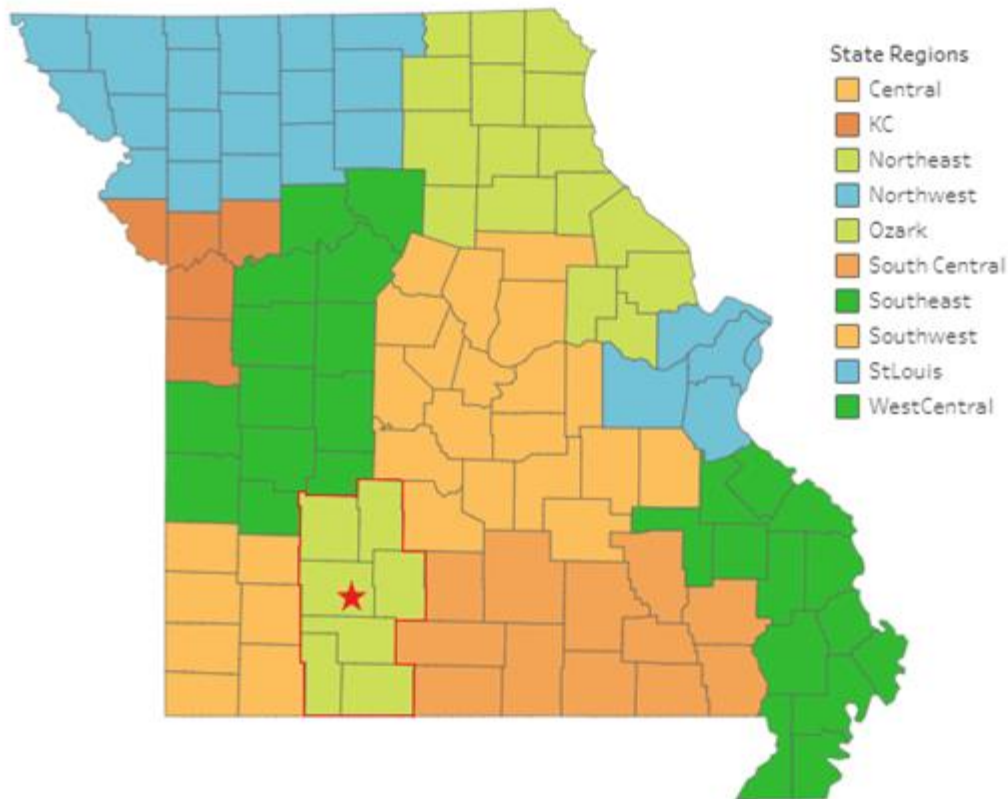 State Regions
Central
KC
Northeast
Northwest
Ozark
South Central
Southeast
Southwest
StLouis
WestCentral